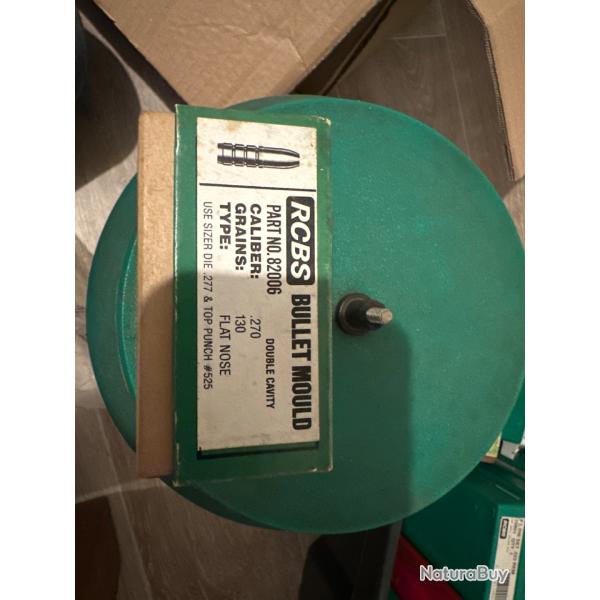 RCBS BULLET MOULD
PART NO. 82006 DOUBLE CAVITY
CALIBER: .270
GRAINS: 130
TYPE: FLAT NOSE
USE SIZER DIE .277 & TOP PUNCH #525
RCBS
NaturaBuy